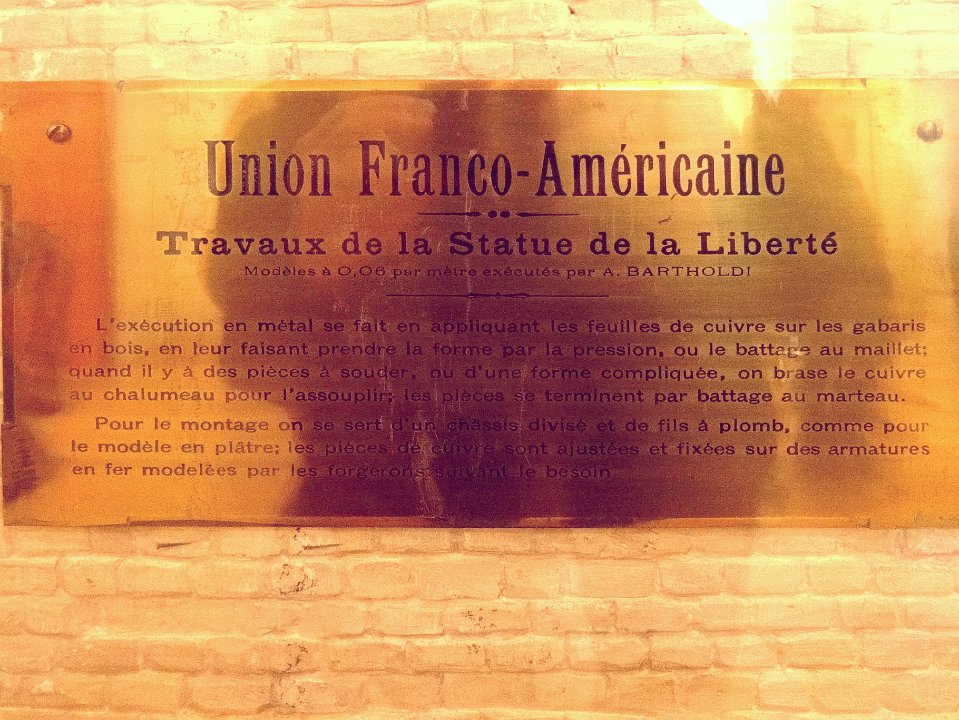 Union Franco-Américaine
Travaux de la Statue de la Liberté
Modèles à 0,06 par mètre exécutés par A. BARTHOLDI
L'exécution en métal se fait en appliquant les feuilles de cuivre sur les gabaris
en bois, en leur faisant prendre la forme par la pression, ou le battage au maillet;
quand il y à des pièces à souder, ou d'une forme compliquée, on brase le cuivre
au chalumeau pour l'assouplir; les pièces se terminent par battage au marteau.
Pour le montage on se sert d'un châssis divisé et de fils à plomb, comme pour
le modèle en plâtre; les pièces de cuivre sont ajustées et fixées sur des armatures
en fer modelées par les forgerons suivant le besoin